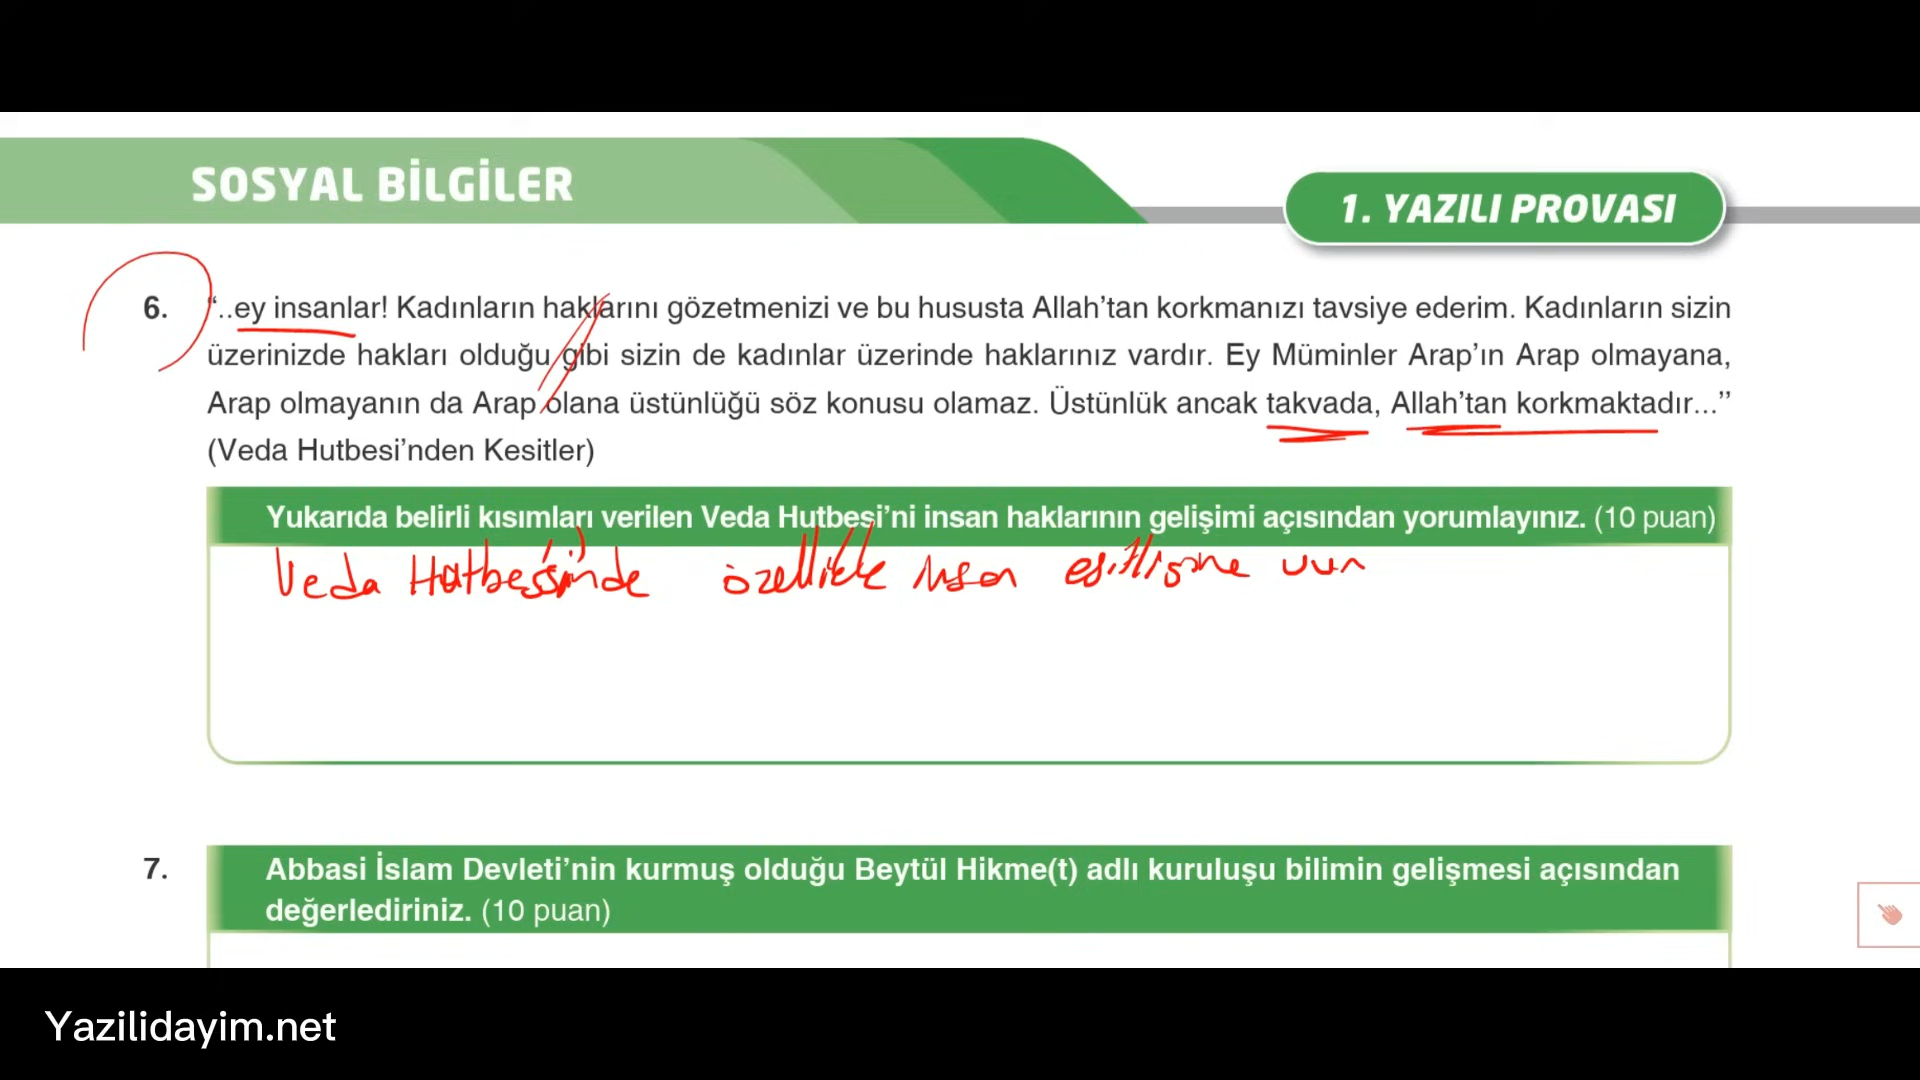 SOSYAL BİLGİLER
1. YAZILI PROVASI
6. “..ey insanlar! Kadınların haklarını gözetmenizi ve bu hususta Allah’tan korkmanızı tavsiye ederim. Kadınların sizin
üzerinizde hakları olduğu gibi sizin de kadınlar üzerinde haklarınız vardır. Ey Müminler Arap’ın Arap olmayana,
Arap olmayanın da Arap olana üstünlüğü söz konusu olamaz. Üstünlük ancak takvada, Allah’tan korkmaktadır...’’
(Veda Hutbesi’nden Kesitler)
Yukarıda belirli kısımları verilen Veda Hutbesi’ni insan haklarının gelişimi açısından yorumlayınız. (10 puan)
Veda Hutbesi'nde özellikle insan eşitliğine vur
7. Abbasi İslam Devleti’nin kurmuş olduğu Beytül Hikme(t) adlı kuruluşu bilimin gelişmesi açısından
değerlediriniz. (10 puan)
Yazilidayim.net